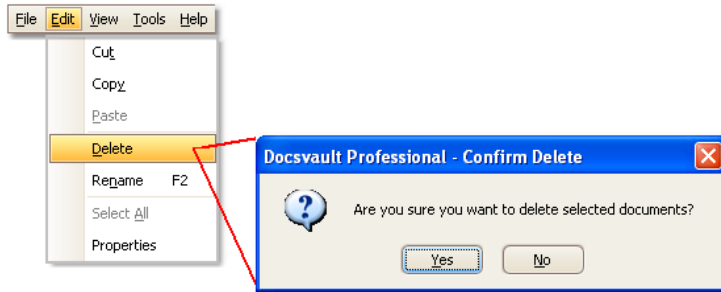 File Edit View Tools Help
Cut
Copy
Paste
Delete
Rename F2
Select All
Properties
Docsvault Professional - Confirm Delete
Are you sure you want to delete selected documents?
Yes No